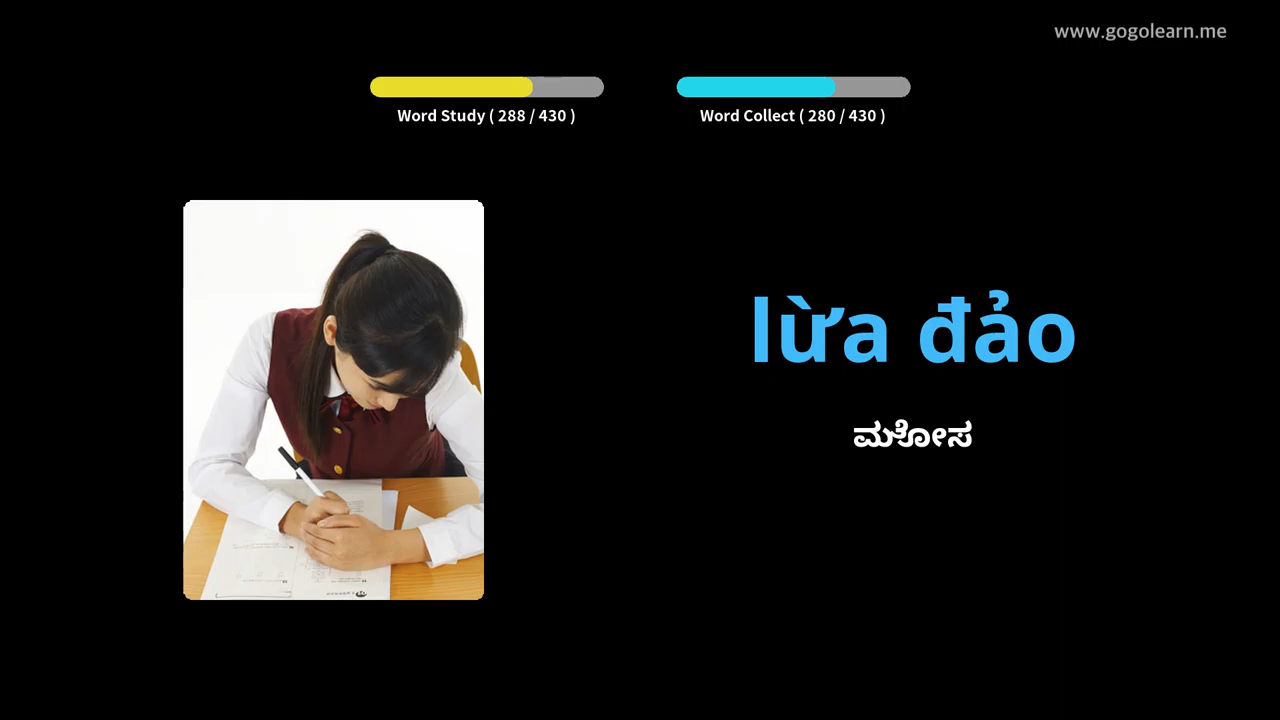 www.gogolearn.me
Word Study ( 288 / 430 )
Word Collect ( 280 / 430 )
lừa đảo
ಮೋಸ